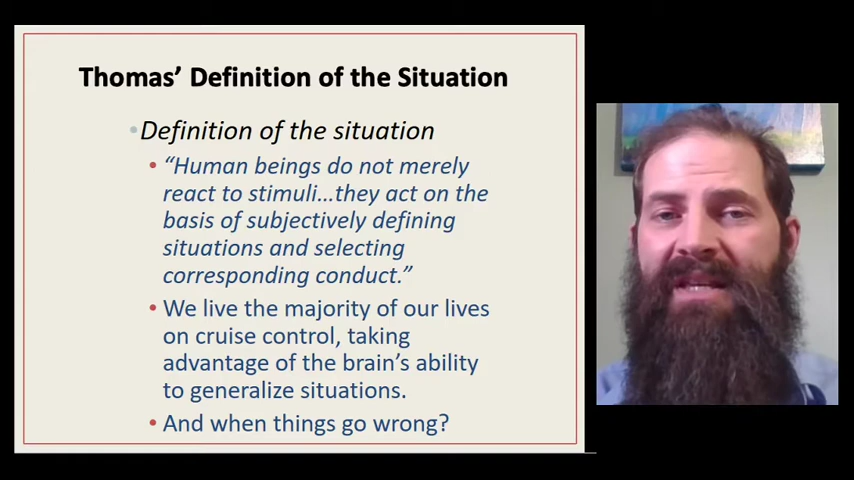 Thomas’ Definition of the Situation
•Definition of the situation
• “Human beings do not merely
react to stimuli…they act on the
basis of subjectively defining
situations and selecting
corresponding conduct.”
• We live the majority of our lives
on cruise control, taking
advantage of the brain’s ability
to generalize situations.
• And when things go wrong?